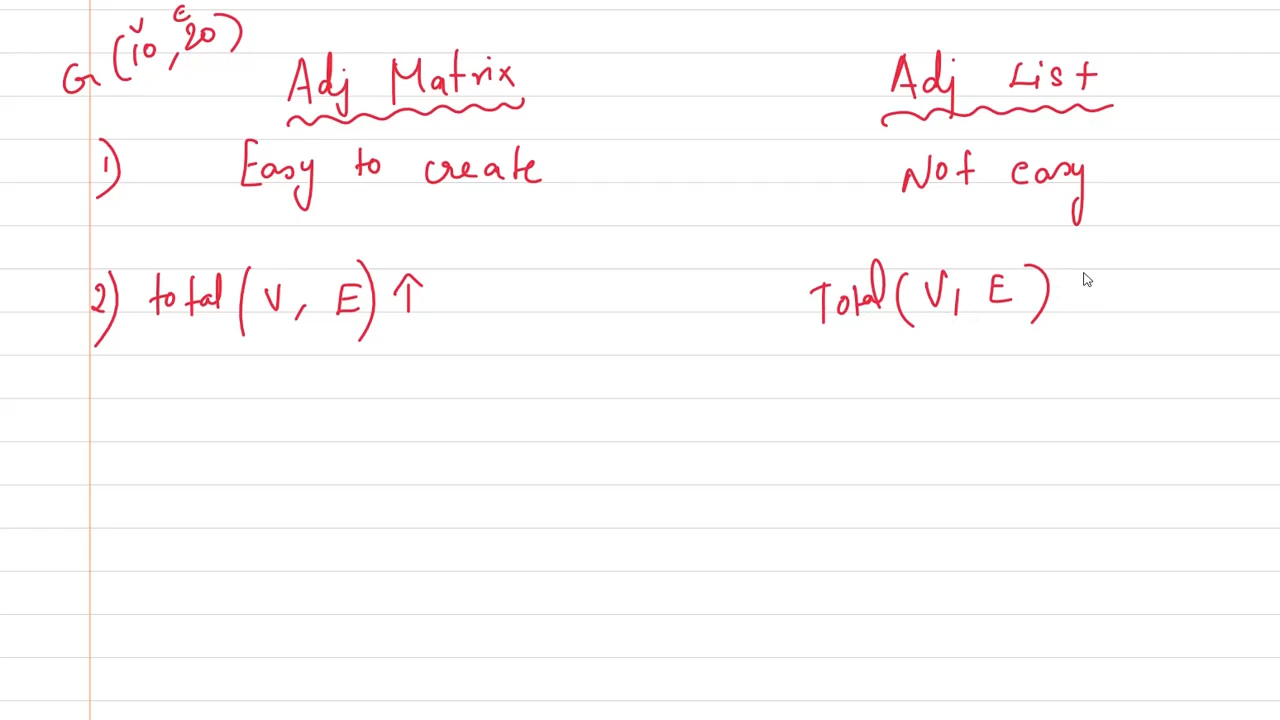 V E
G (10, 20)
Adj Matrix Adj List
1) Easy to create Not easy
2) total (V, E) ↑ Total (V, E)